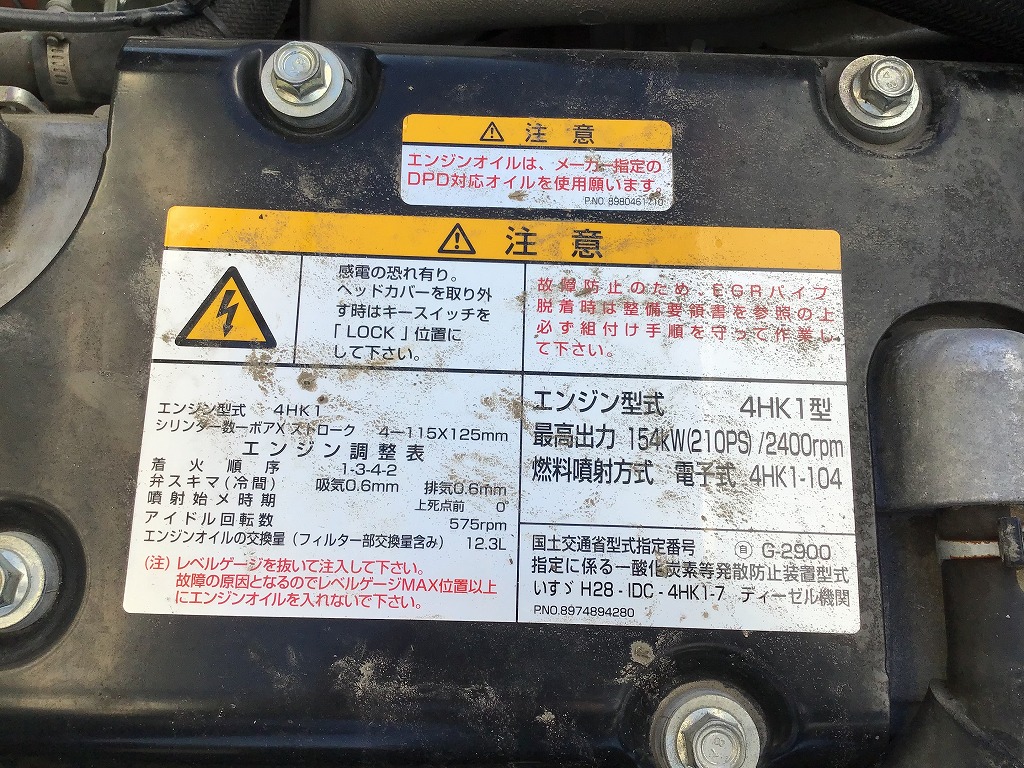 ⚠ 注意
エンジンオイルは、メーカー指定の
DPD対応オイルを使用願います。
P.NO. 8980461710
⚠ 注意
感電の恐れ有り。
ヘッドカバーを取り外
す時はキースイッチを
「LOCK」位置に
して下さい。
故障防止のため、EGRパイプ
脱着時は整備要領書を参照の上
必ず組付け手順を守って作業し
て下さい。
エンジン型式 4HK1
シリンダー数ーボアX ストローク 4ー115X125mm
エンジン調整表
着火順序 1-3-4-2
弁スキマ(冷間) 吸気0.6mm 排気0.6mm
噴射始メ時期 上死点前 0°
アイドル回転数 575rpm
エンジンオイルの交換量 (フィルター部交換量含み) 12.3L
(注) レベルゲージを抜いて注入して下さい。
故障の原因となるのでレベルゲージMAX位置以上
にエンジンオイルを入れないで下さい。
エンジン型式 4HK1型
最高出力 154kW(210PS)/2400rpm
燃料噴射方式 電子式 4HK1-104
国土交通省型式指定番号 ㊐ G-2900
指定に係る一酸化炭素等発散防止装置型式
いすゞ H28-IDC-4HK1-7 ディーゼル機関
P.NO.8974894280